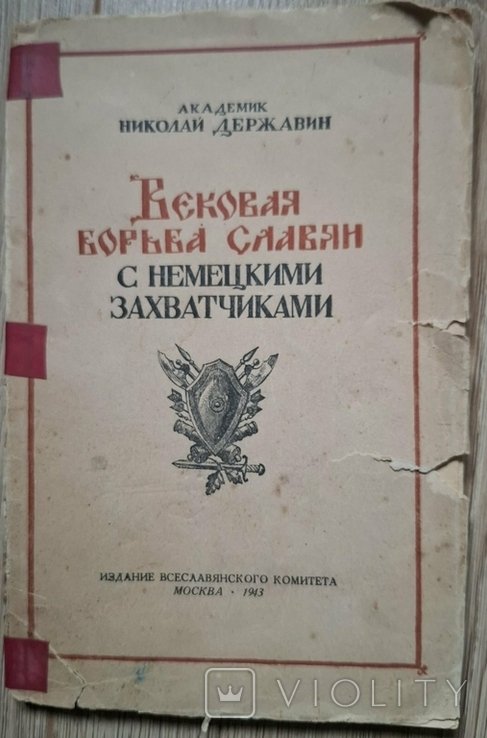 АКАДЕМИК
НИКОЛАЙ ДЕРЖАВИН
Вековая
борьба славян
С НЕМЕЦКИМИ
ЗАХВАТЧИКАМИ
ИЗДАНИЕ ВСЕСЛАВЯНСКОГО КОМИТЕТА
МОСКВА · 1943
VIOLITY